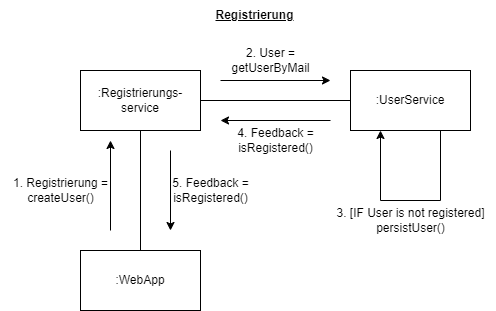 Registrierung
2. User =
getUserByMail
:Registrierungs-
service
:UserService
4. Feedback =
isRegistered()
1. Registrierung =
createUser()
5. Feedback =
isRegistered()
3. [IF User is not registered]
persistUser()
:WebApp